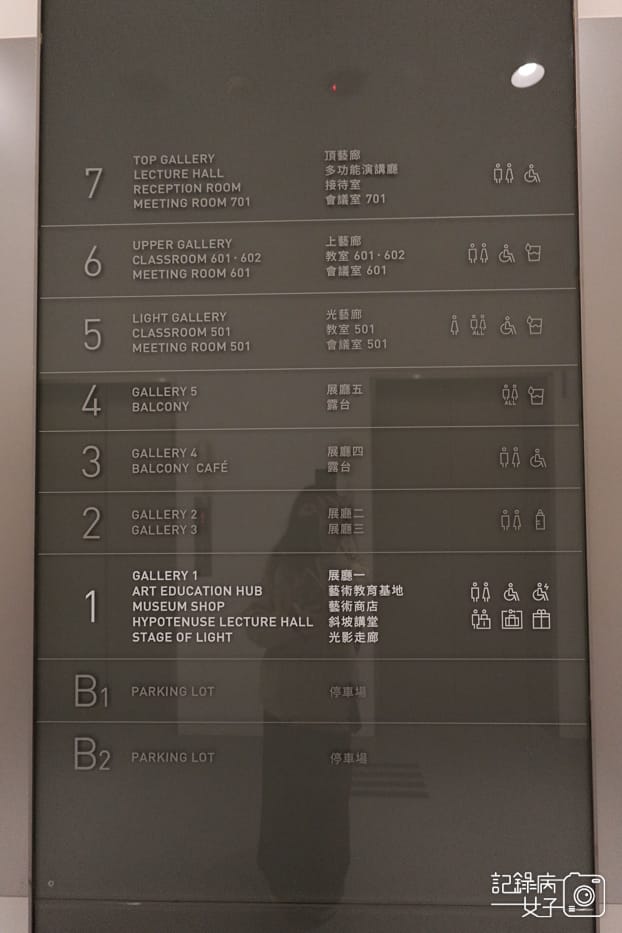 7
TOP GALLERY 頂藝廊
LECTURE HALL 多功能演講廳
RECEPTION ROOM 接待室
MEETING ROOM 701 會議室 701
6
UPPER GALLERY 上藝廊
CLASSROOM 601·602 教室 601·602
MEETING ROOM 601 會議室 601
5
LIGHT GALLERY 光藝廊
CLASSROOM 501 教室 501
MEETING ROOM 501 會議室 501
ALL
4
GALLERY 5 展廳五
BALCONY 露台
ALL
3
GALLERY 4 展廳四
BALCONY CAFÉ 露台
2
GALLERY 2 展廳二
GALLERY 3 展廳三
1
GALLERY 1 展廳一
ART EDUCATION HUB 藝術教育基地
MUSEUM SHOP 藝術商店
HYPOTENUSE LECTURE HALL 斜坡講堂
STAGE OF LIGHT 光影走廊
B1 PARKING LOT 停車場
B2 PARKING LOT 停車場
記錄病
女子